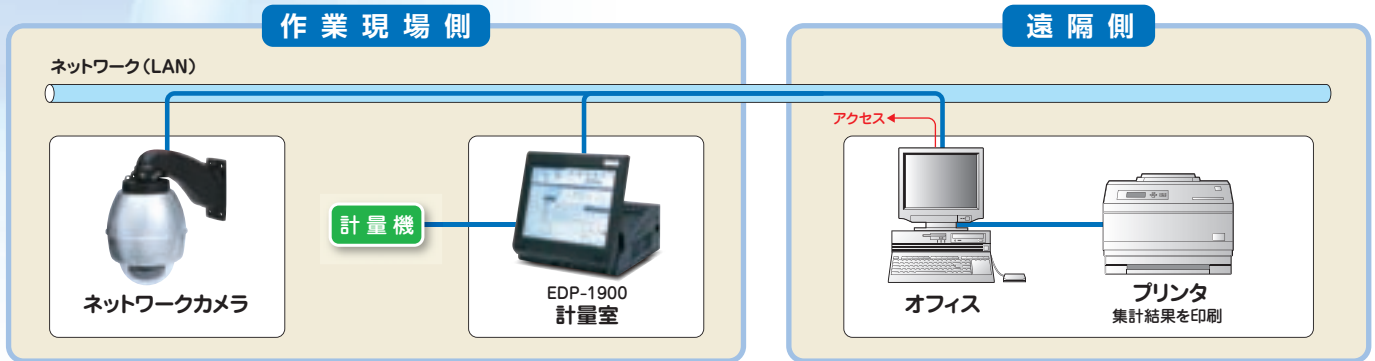 作業現場側
遠隔側
ネットワーク（LAN）
アクセス
計量機
ネットワークカメラ
EDP-1900
計量室
オフィス
プリンタ
集計結果を印刷